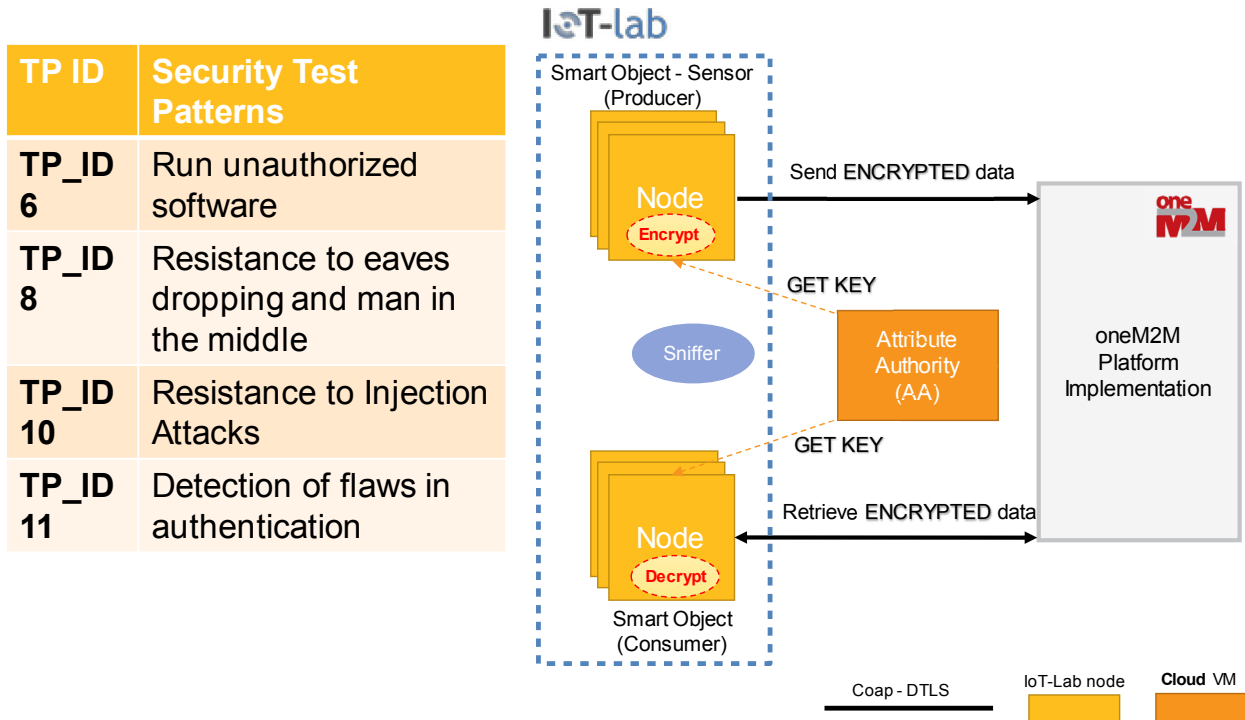 TP ID
Security Test
Patterns
TP_ID
6
Run unauthorized
software
TP_ID
8
Resistance to eaves
dropping and man in
the middle
TP_ID
10
Resistance to Injection
Attacks
TP_ID
11
Detection of flaws in
authentication
IoT-lab
Smart Object - Sensor
(Producer)
Node
Encrypt
Send ENCRYPTED data
one
M2M
GET KEY
Sniffer
Attribute
Authority
(AA)
oneM2M
Platform
Implementation
GET KEY
Retrieve ENCRYPTED data
Node
Decrypt
Smart Object
(Consumer)
Coap - DTLS
IoT-Lab node
Cloud VM